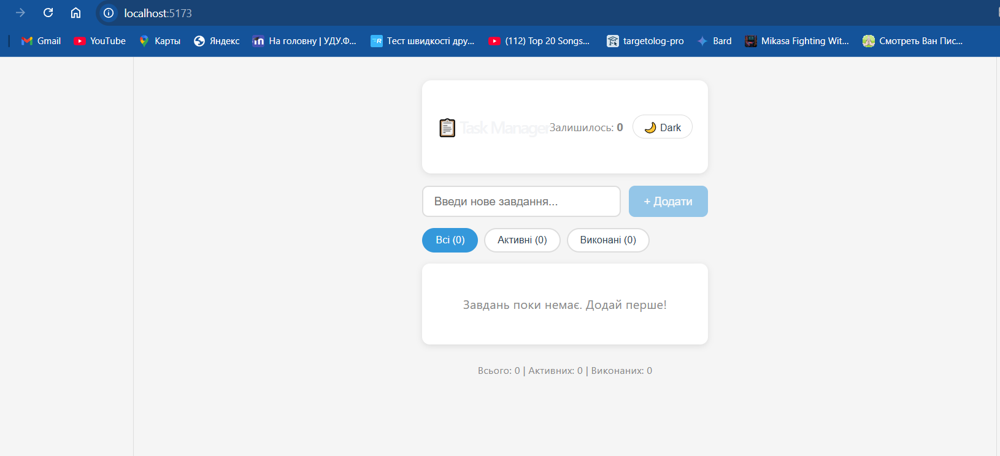 localhost:5173
Gmail YouTube Карты Яндекс На головну | УДУ.Ф... Тест швидкості дру... (112) Top 20 Songs... targetolog-pro Bard Mikasa Fighting Wit... Смотреть Ван Пис...
Task Manager Залишилось: 0 Dark
Введи нове завдання... + Додати
Всі (0) Активні (0) Виконані (0)
Завдань поки немає. Додай перше!
Всього: 0 | Активних: 0 | Виконаних: 0